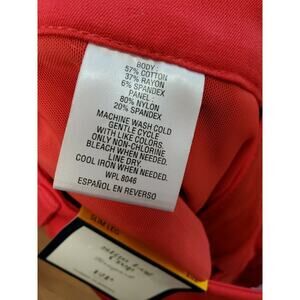 BODY:
57% COTTON
37% RAYON
6% SPANDEX
PANEL:
80% NYLON
20% SPANDEX
MACHINE WASH COLD
GENTLE CYCLE
WITH LIKE COLORS.
ONLY NON-CHLORINE
BLEACH WHEN NEEDED.
LINE DRY.
COOL IRON WHEN NEEDED.
WPL 8046
ESPAÑOL EN REVERSO
SLIM LEG